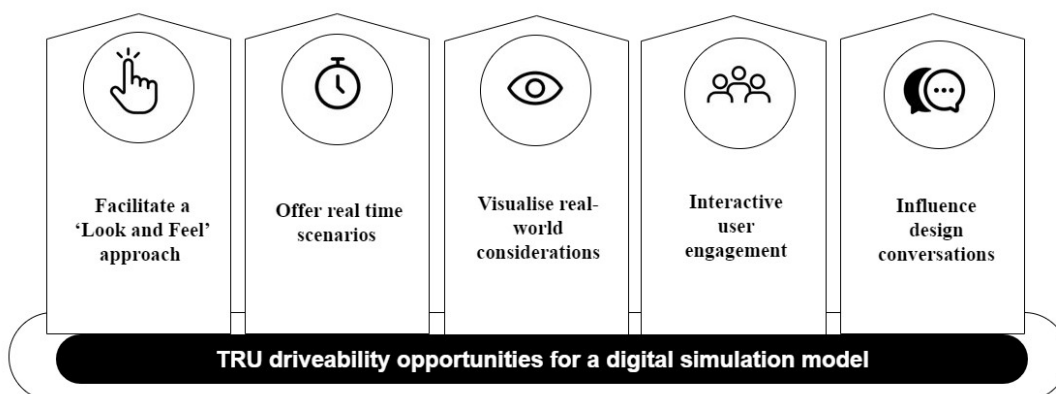 Facilitate a
‘Look and Feel’
approach
Offer real time
scenarios
Visualise real-
world
considerations
Interactive
user
engagement
Influence
design
conversations
TRU driveability opportunities for a digital simulation model